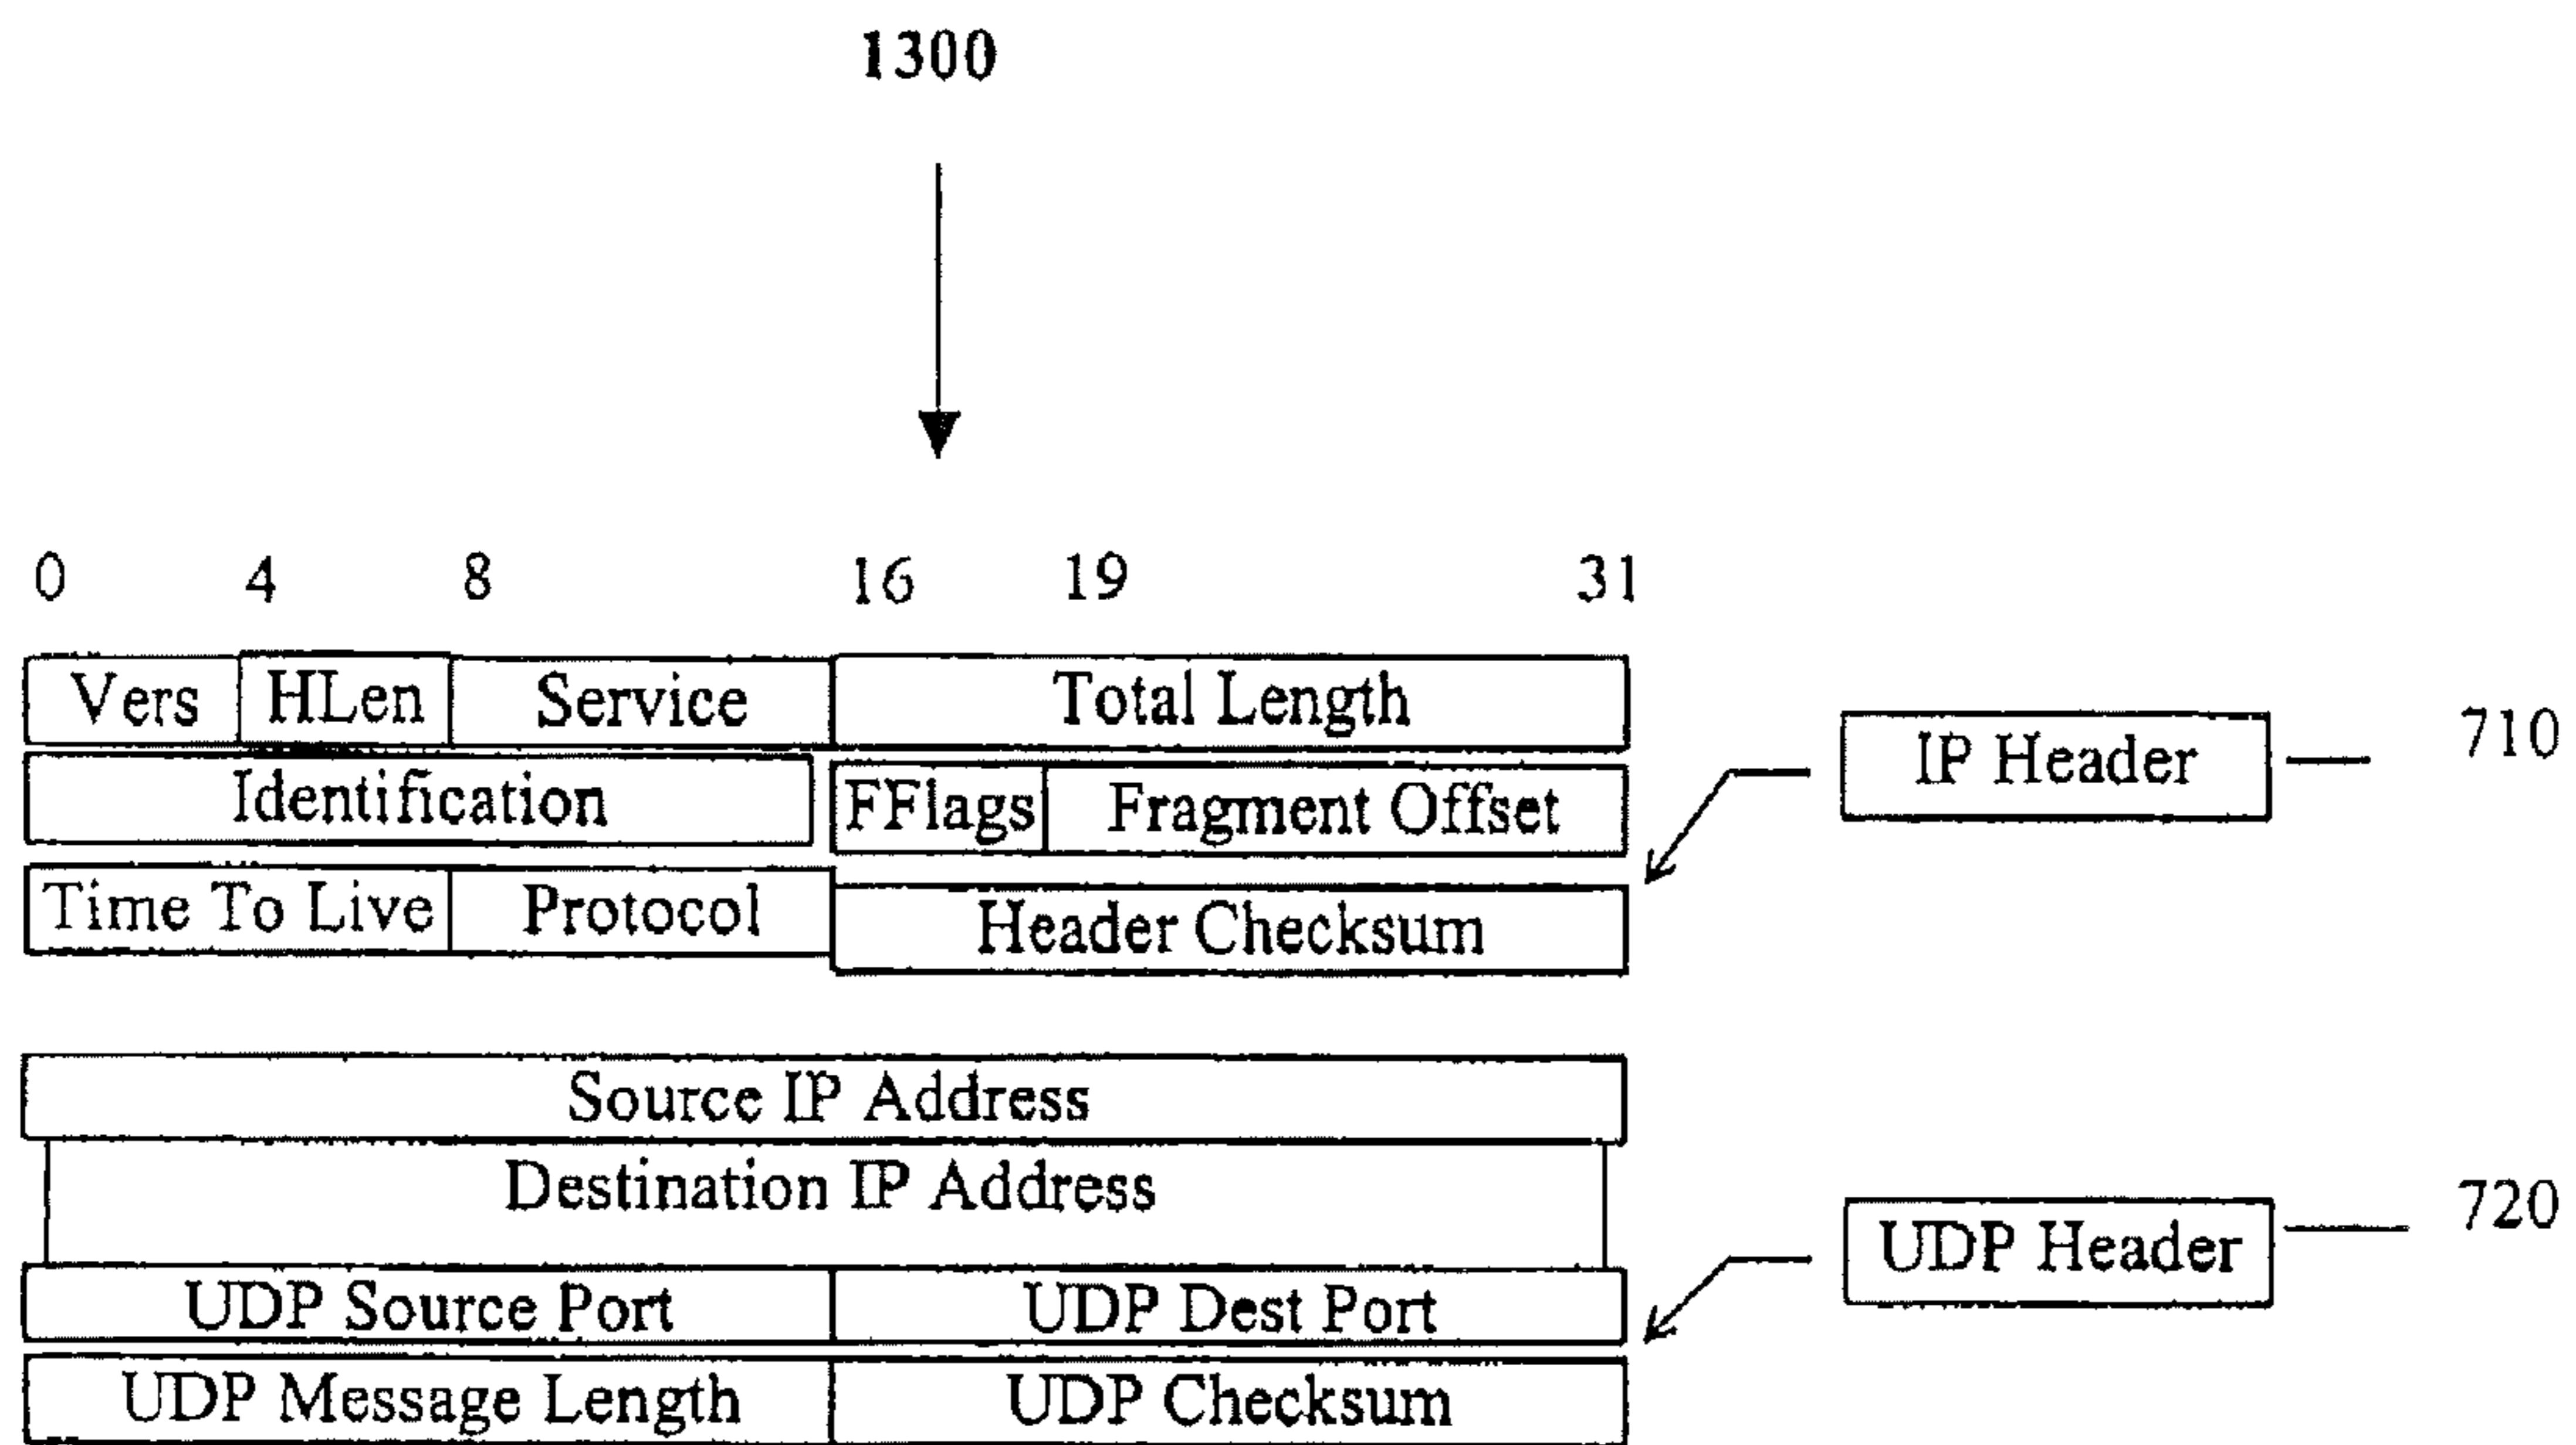 1300
0 4 8 16 19 31
Vers HLen Service Total Length
IP Header 710
Identification FFlags Fragment Offset
Time To Live Protocol Header Checksum
Source IP Address
Destination IP Address
UDP Header 720
UDP Source Port UDP Dest Port
UDP Message Length UDP Checksum